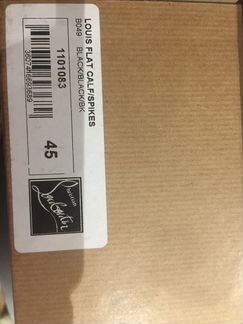 LOUIS FLAT CALF/SPIKES
B049 BLACK/BLACK/BK
1101083
45
Christian
Louboutin